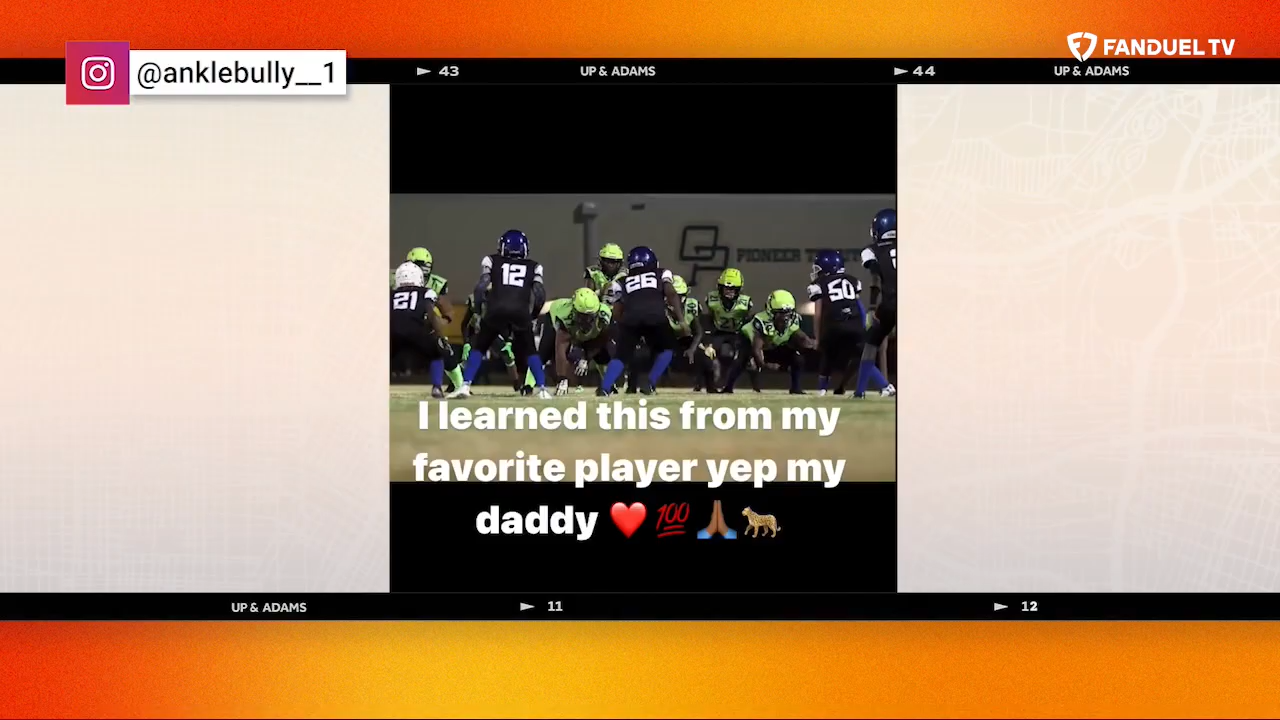 FANDUEL TV
@anklebully__1
43
UP & ADAMS
44
UP & ADAMS
PIONEER
21
12
26
50
I learned this from my
favorite player yep my
daddy ❤️ 💯 🙏🏾 🐆
UP & ADAMS
11
12